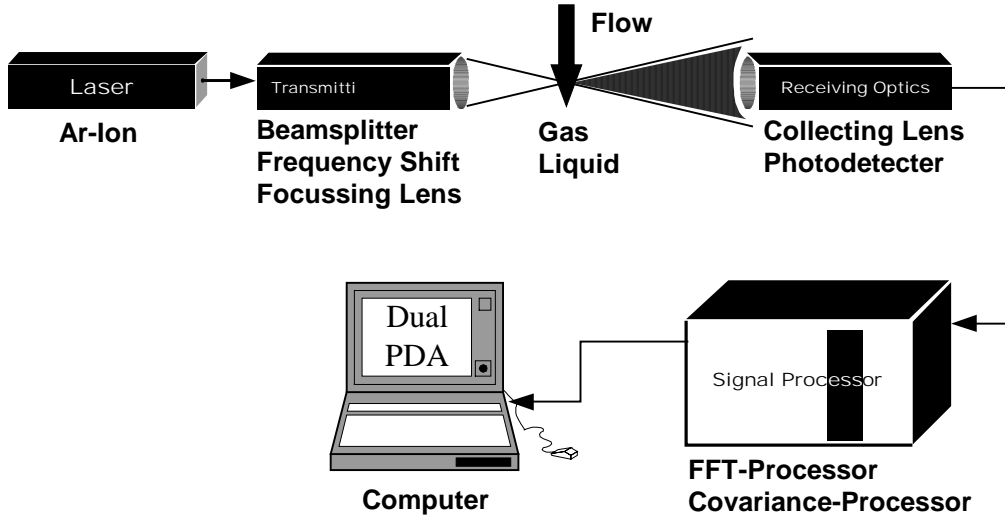 Flow
Laser
Transmitti
Receiving Optics
Ar-Ion
Beamsplitter
Frequency Shift
Focussing Lens
Gas
Liquid
Collecting Lens
Photodetecter
Dual
PDA
Signal Processor
Computer
FFT-Processor
Covariance-Processor